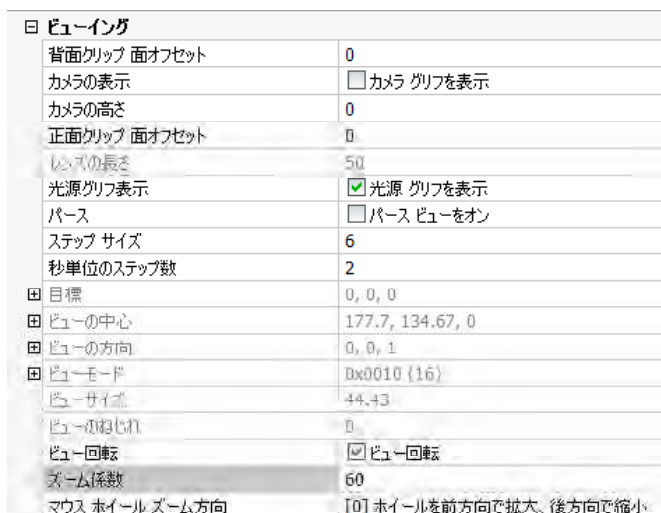 ビューイング
背面クリップ 面オフセット 0
カメラの表示 カメラ グリフを表示
カメラの高さ 0
正面クリップ 面オフセット 0
レンズの長さ 50
光源グリフ表示 光源 グリフを表示
パース パース ビューをオン
ステップ サイズ 6
秒単位のステップ数 2
目標 0, 0, 0
ビューの中心 177.7, 134.67, 0
ビューの方向 0, 0, 1
ビューモード 0x0010 (16)
ビューサイズ 44.43
ビューのねじれ 0
ビュー回転 ビュー回転
ズーム係数 60
マウス ホイール ズーム方向 [0] ホイールを前方向で拡大、後方向で縮小